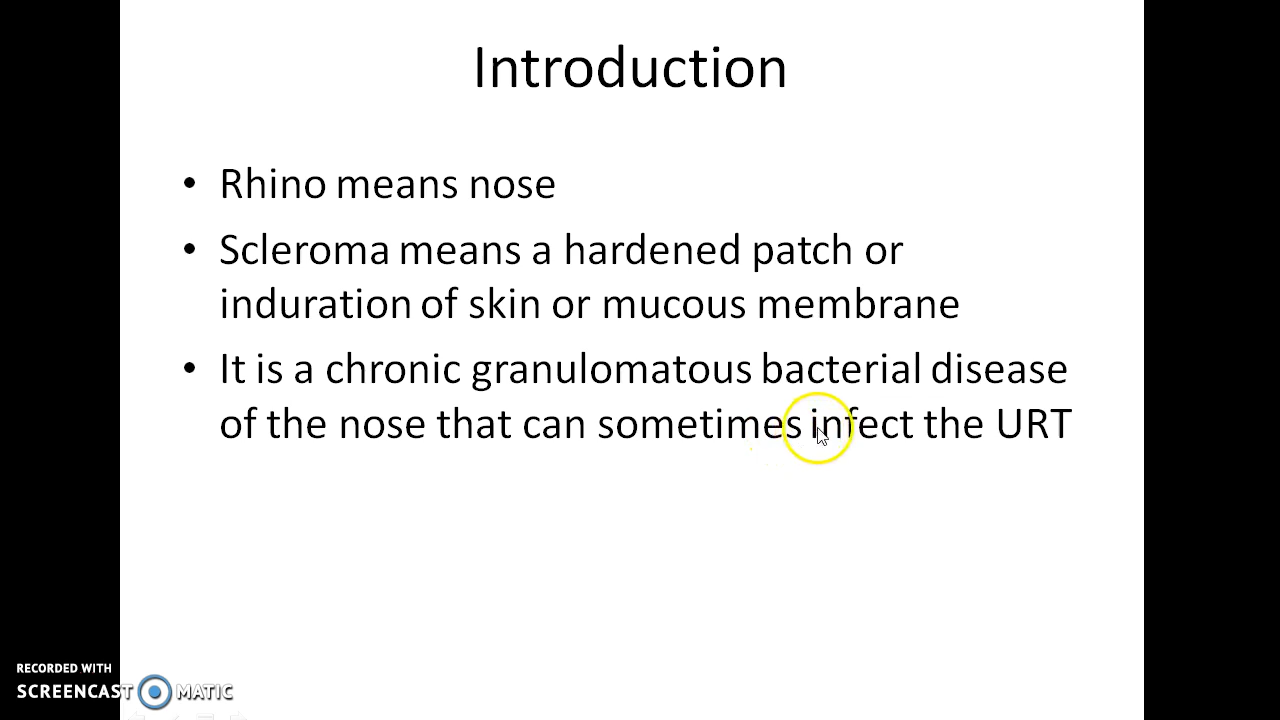 Introduction
• Rhino means nose
• Scleroma means a hardened patch or
induration of skin or mucous membrane
• It is a chronic granulomatous bacterial disease
of the nose that can sometimes infect the URT
RECORDED WITH
SCREENCAST MATIC